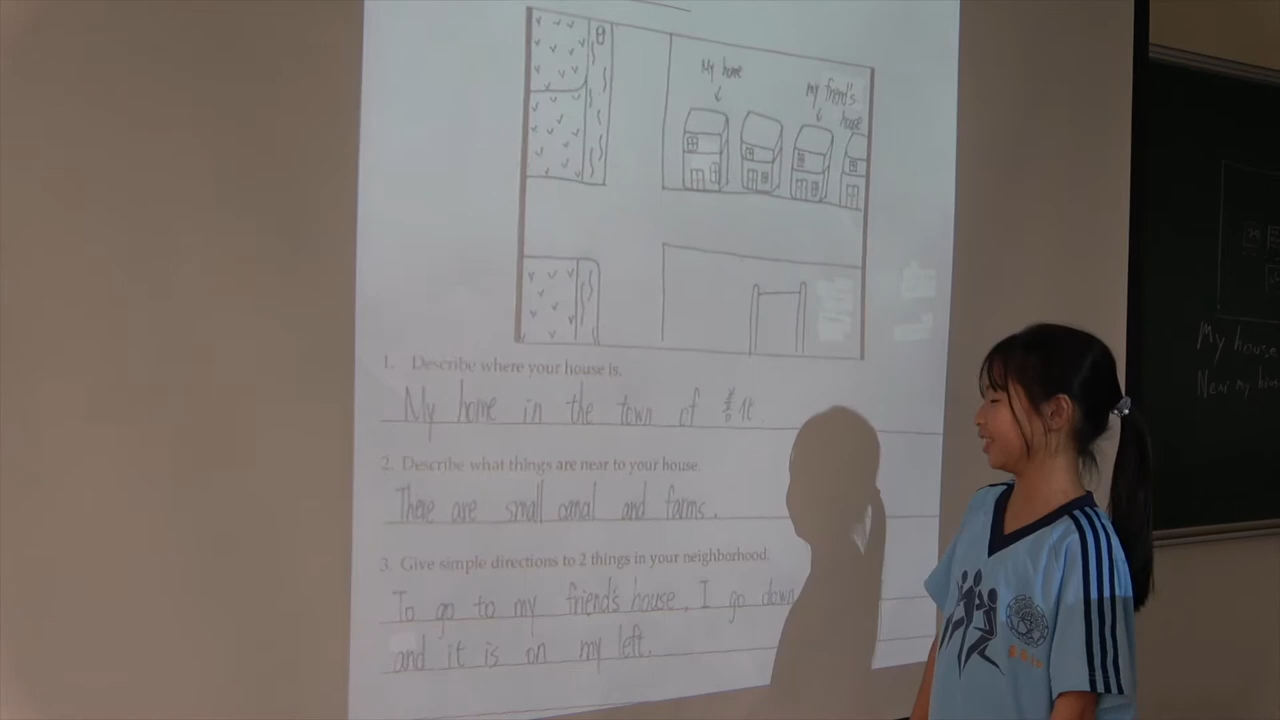 My home
my friend's
house
1. Describe where your house is.
My home in the town of
2. Describe what things are near to your house.
There are small canal and farms.
3. Give simple directions to 2 things in your neighborhood.
To go to my friend's house, I go down
and it is on my left.
My house
Near my hous